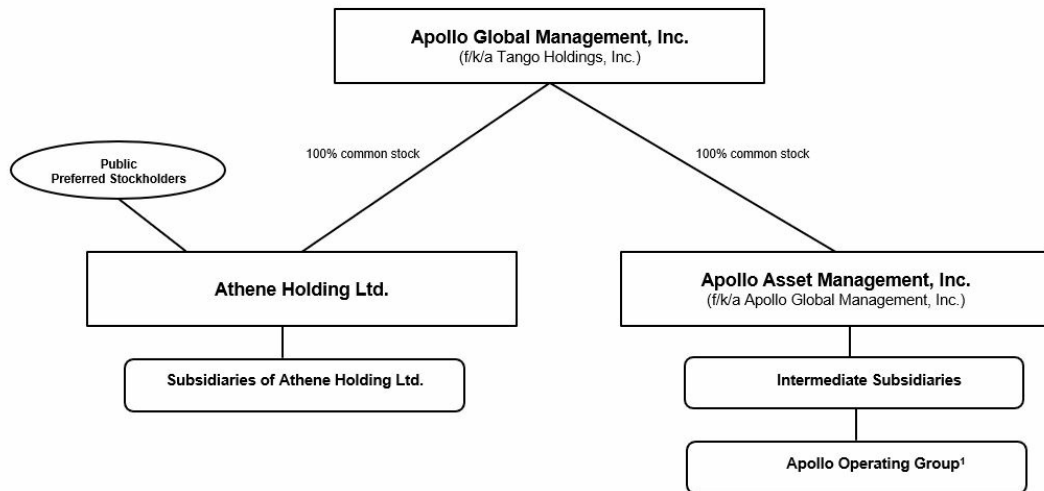 Apollo Global Management, Inc.
(f/k/a Tango Holdings, Inc.)
100% common stock
100% common stock
Public
Preferred Stockholders
Athene Holding Ltd.
Apollo Asset Management, Inc.
(f/k/a Apollo Global Management, Inc.)
Subsidiaries of Athene Holding Ltd.
Intermediate Subsidiaries
Apollo Operating Group¹